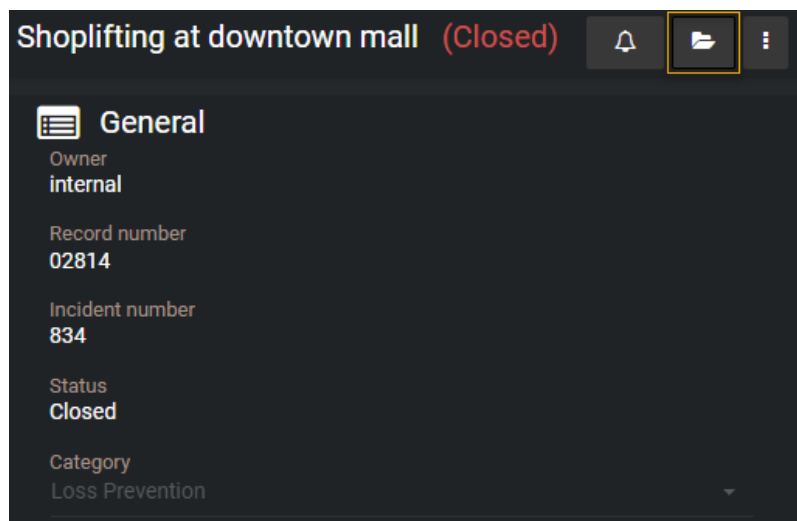 Shoplifting at downtown mall (Closed)
General
Owner
internal
Record number
02814
Incident number
834
Status
Closed
Category
Loss Prevention